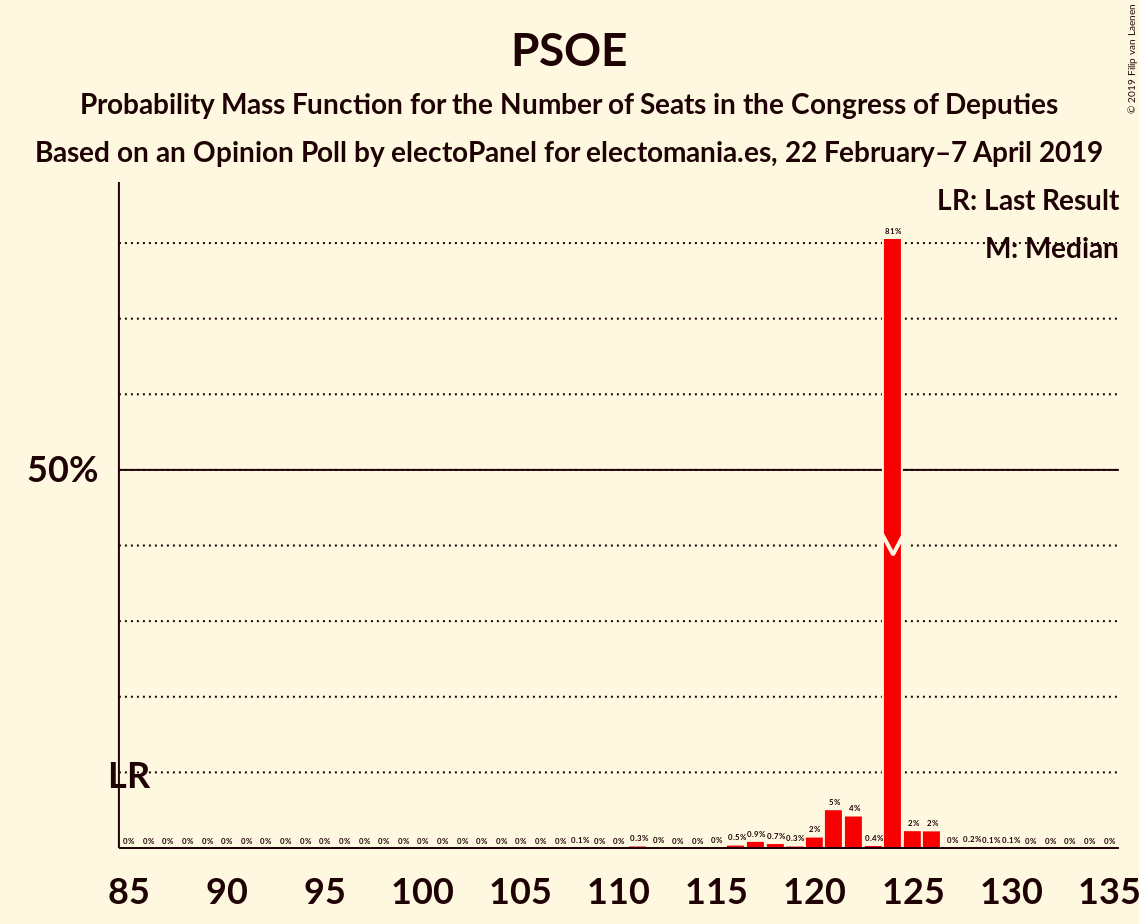 PSOE
Probability Mass Function for the Number of Seats in the Congress of Deputies
Based on an Opinion Poll by electoPanel for electomania.es, 22 February–7 April 2019
© 2019 Filip van Laenen
LR: Last Result
M: Median
81%
50%
LR
0% 0% 0% 0% 0% 0% 0% 0% 0% 0% 0% 0% 0% 0% 0% 0% 0% 0% 0% 0% 0% 0% 0% 0.1% 0% 0% 0.3% 0% 0% 0% 0% 0.5% 0.9% 0.7% 0.3% 2% 5% 4% 0.4% 2% 2% 0% 0.2% 0.1% 0.1% 0% 0% 0% 0% 0%
85 90 95 100 105 110 115 120 125 130 135